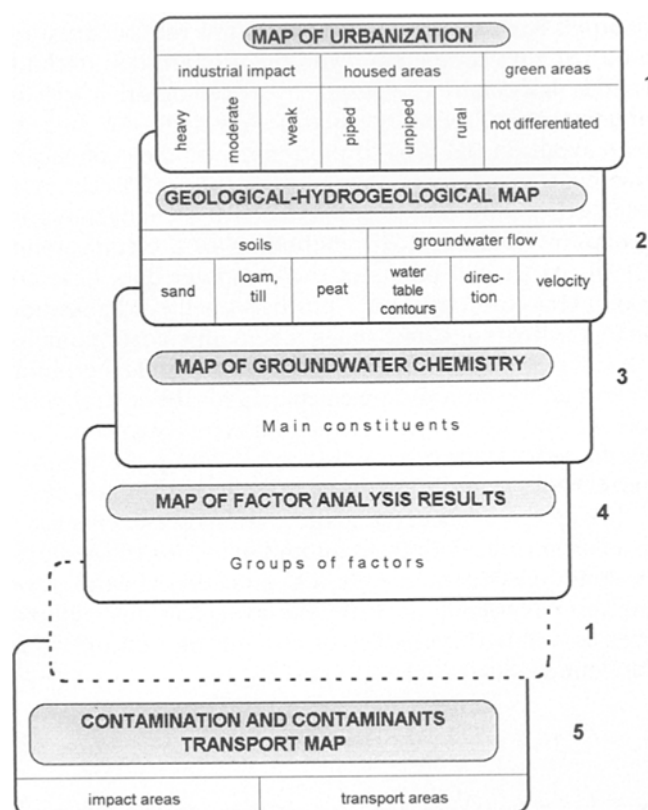 MAP OF URBANIZATION
industrial impact housed areas green areas
1
heavy moderate weak piped unpiped rural not differentiated
GEOLOGICAL-HYDROGEOLOGICAL MAP
2
soils groundwater flow
sand
loam,
till
peat
water
table
contours
direc-
tion
velocity
MAP OF GROUNDWATER CHEMISTRY
3
Main constituents
MAP OF FACTOR ANALYSIS RESULTS
4
Groups of factors
1
CONTAMINATION AND CONTAMINANTS
TRANSPORT MAP
5
impact areas transport areas